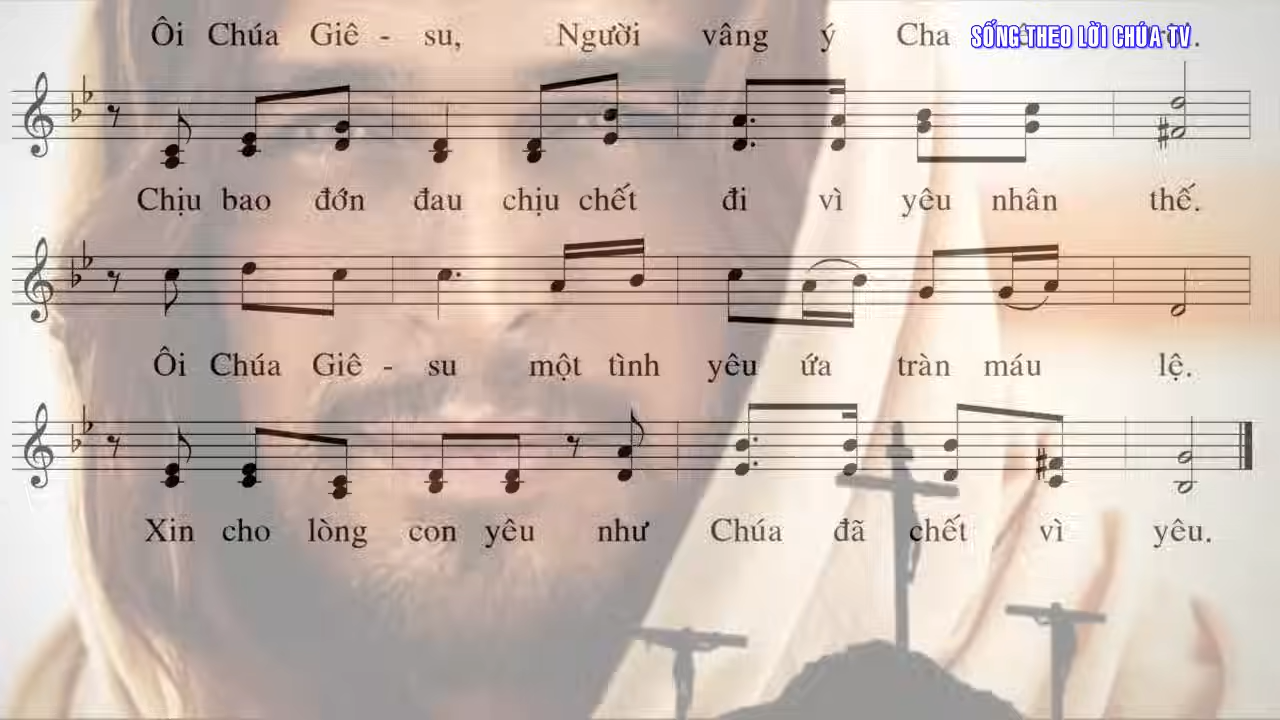 Ôi Chúa Giê - su, Người vâng ý Cha
SỐNG THEO LỜI CHÚA TV
Chịu bao đớn đau chịu chết đi vì yêu nhân thế.
Ôi Chúa Giê - su một tình yêu ứa tràn máu lệ.
Xin cho lòng con yêu như Chúa đã chết vì yêu.